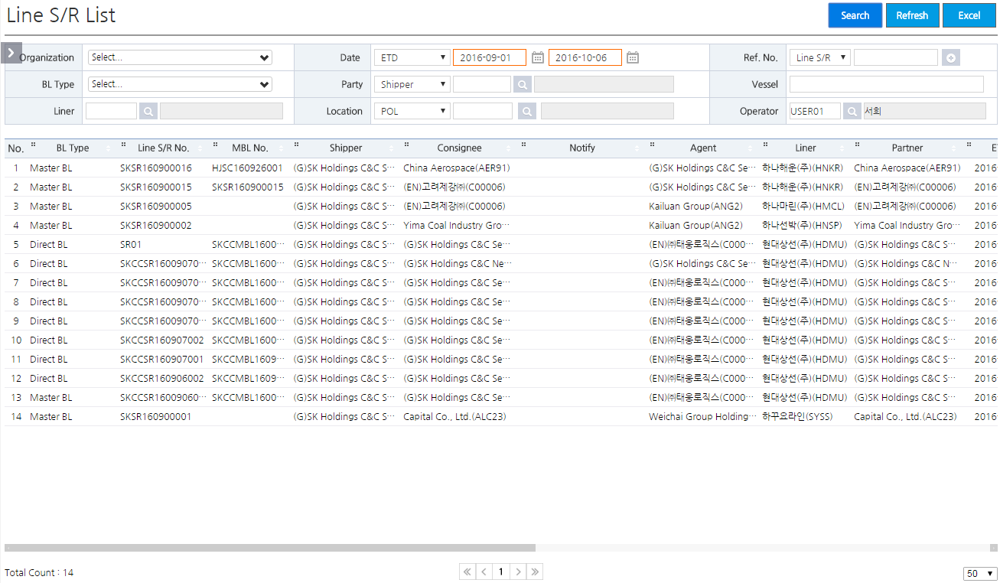 Line S/R List Search Refresh Excel
Organization Select... Date ETD 2016-09-01 2016-10-06 Ref. No. Line S/R
BL Type Select... Party Shipper Vessel
Liner Location POL Operator USER01 서희
No. BL Type Line S/R No. MBL No. Shipper Consignee Notify Agent Liner Partner E
1 Master BL SKSR160900016 HJSC160926001 (G)SK Holdings C&C S… China Aerospace(AER91) (G)SK Holdings C&C Se… 하나해운(주)(HNKR) China Aerospace(AER91) 2016
2 Master BL SKSR160900015 SKSR160900015 (G)SK Holdings C&C S… (EN)고려제강㈜(C00006) (G)SK Holdings C&C Se… 하나해운(주)(HNKR) (EN)고려제강㈜(C00006) 2016
3 Master BL SKSR160900005 (G)SK Holdings C&C S… (EN)고려제강㈜(C00006) Kailuan Group(ANG2) 하나마린(주)(HMCL) (EN)고려제강㈜(C00006) 2016
4 Master BL SKSR160900002 (G)SK Holdings C&C S… Yima Coal Industry Gro… Kailuan Group(ANG2) 하나선박(주)(HNSP) Yima Coal Industry Gro… 2016
5 Direct BL SR01 SKCCMBL1600… (G)SK Holdings C&C S… (G)SK Holdings C&C Se… (EN)㈜태웅로직스(C000… 현대상선(주)(HDMU) (G)SK Holdings C&C S… 2016
6 Direct BL SKCCSR16009070… SKCCMBL1600… (G)SK Holdings C&C S… (G)SK Holdings C&C Ne… (G)SK Holdings C&C Se… 현대상선(주)(HDMU) (G)SK Holdings C&C N… 2016
7 Direct BL SKCCSR16009070… SKCCMBL1600… (G)SK Holdings C&C S… (G)SK Holdings C&C Se… (EN)㈜태웅로직스(C000… 현대상선(주)(HDMU) (G)SK Holdings C&C S… 2016
8 Direct BL SKCCSR16009070… SKCCMBL1600… (G)SK Holdings C&C S… (G)SK Holdings C&C Se… (EN)㈜태웅로직스(C000… 현대상선(주)(HDMU) (G)SK Holdings C&C S… 2016
9 Direct BL SKCCSR16009070… SKCCMBL1600… (G)SK Holdings C&C S… (G)SK Holdings C&C Se… (EN)㈜태웅로직스(C000… 현대상선(주)(HDMU) (G)SK Holdings C&C S… 2016
10 Direct BL SKCCSR160907002 SKCCMBL1600… (G)SK Holdings C&C S… (G)SK Holdings C&C Se… (EN)㈜태웅로직스(C000… 현대상선(주)(HDMU) (G)SK Holdings C&C S… 2016
11 Direct BL SKCCSR160907001 SKCCMBL1609… (G)SK Holdings C&C S… (G)SK Holdings C&C Se… (EN)㈜태웅로직스(C000… 현대상선(주)(HDMU) (G)SK Holdings C&C S… 2016
12 Direct BL SKCCSR160906002 SKCCMBL1609… (G)SK Holdings C&C S… (G)SK Holdings C&C Se… (EN)㈜태웅로직스(C000… 현대상선(주)(HDMU) (G)SK Holdings C&C S… 2016
13 Master BL SKCCSR16009060… SKCCMBL1600… (G)SK Holdings C&C S… (G)SK Holdings C&C Se… (EN)㈜태웅로직스(C000… 현대상선(주)(HDMU) (G)SK Holdings C&C S… 2016
14 Master BL SKSR160900001 (G)SK Holdings C&C S… Capital Co., Ltd.(ALC23) Weichai Group Holding… 하꾸요라인(SYSS) Capital Co., Ltd.(ALC23) 2016
Total Count : 14 1 50